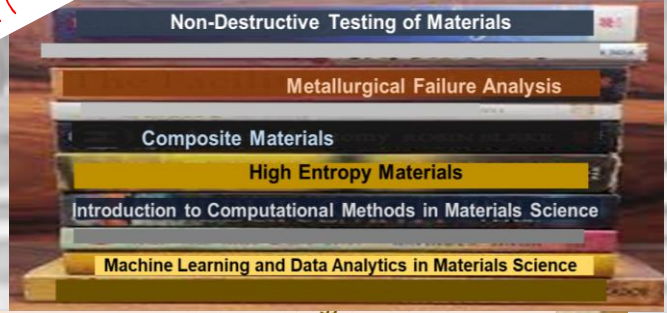 Non-Destructive Testing of Materials
Metallurgical Failure Analysis
Composite Materials
High Entropy Materials
Introduction to Computational Methods in Materials Science
Machine Learning and Data Analytics in Materials Science